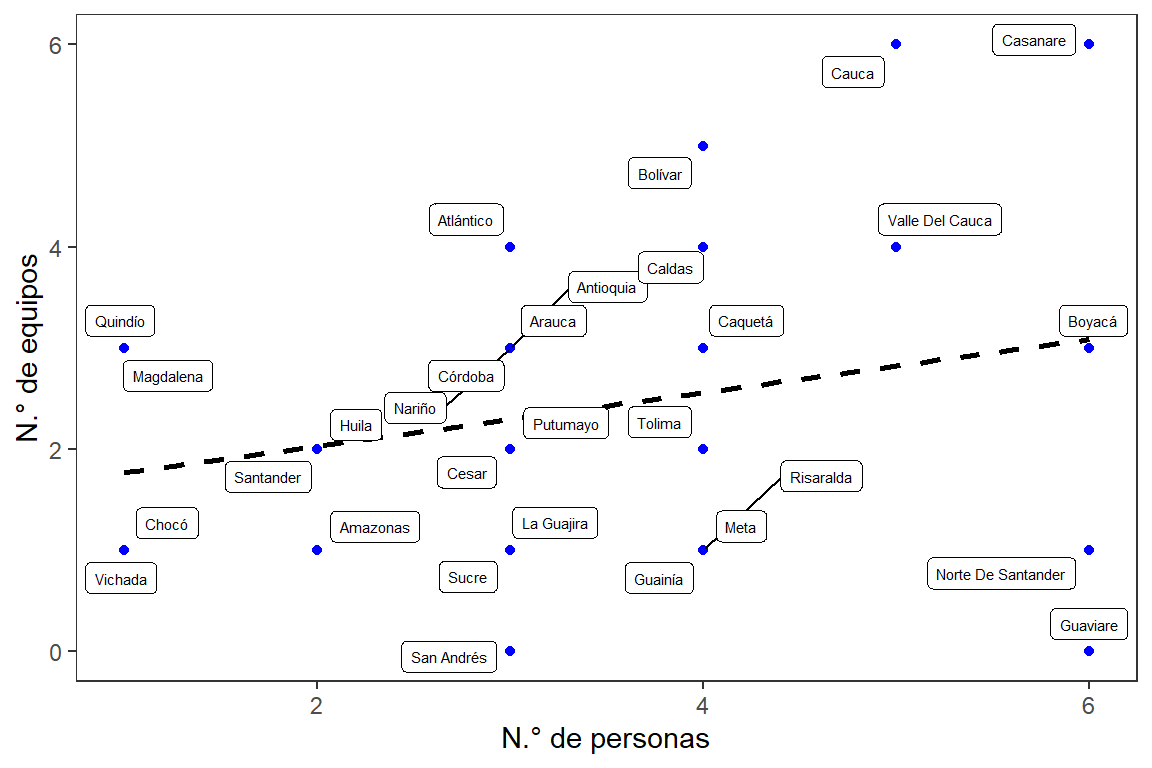 6
Casanare
Cauca
Bolívar
Atlántico
Valle Del Cauca
4
Caldas
Antioquia
Quindío
Arauca
Caquetá
Boyacá
Magdalena
Córdoba
Nariño
Huila
Putumayo
Tolima
2
Santander
Cesar
Risaralda
Chocó
Amazonas
La Guajira
Meta
Vichada
Sucre
Guainía
Norte De Santander
Guaviare
0
San Andrés
2
4
6
N.° de personas
N.° de equipos